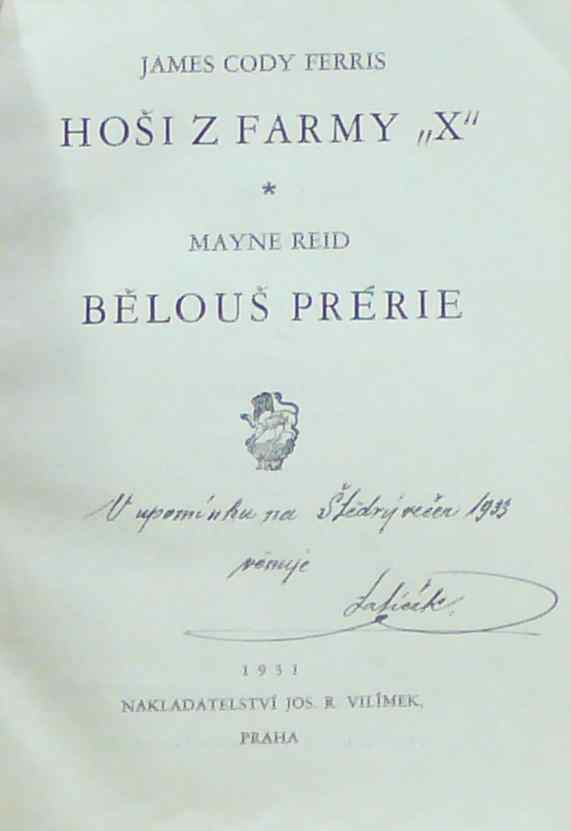 JAMES CODY FERRIS
HOŠI Z FARMY „X"
*
MAYNE REID
BĚLOUŠ PRÉRIE
V upomínku na Štědrý večer 1933
věnuje
1931
NAKLADATELSTVÍ JOS. R. VILÍMEK,
PRAHA